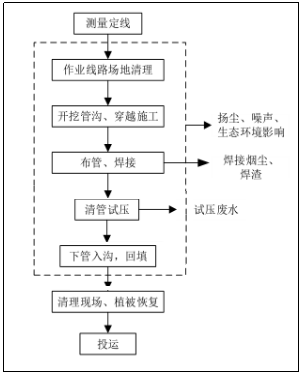 测量定线
作业线路场地清理
开挖管沟、穿越施工
扬尘、噪声、
生态环境影响
布管、焊接
焊接烟尘、
焊渣
清管试压
试压废水
下管入沟，回填
清理现场、植被恢复
投运